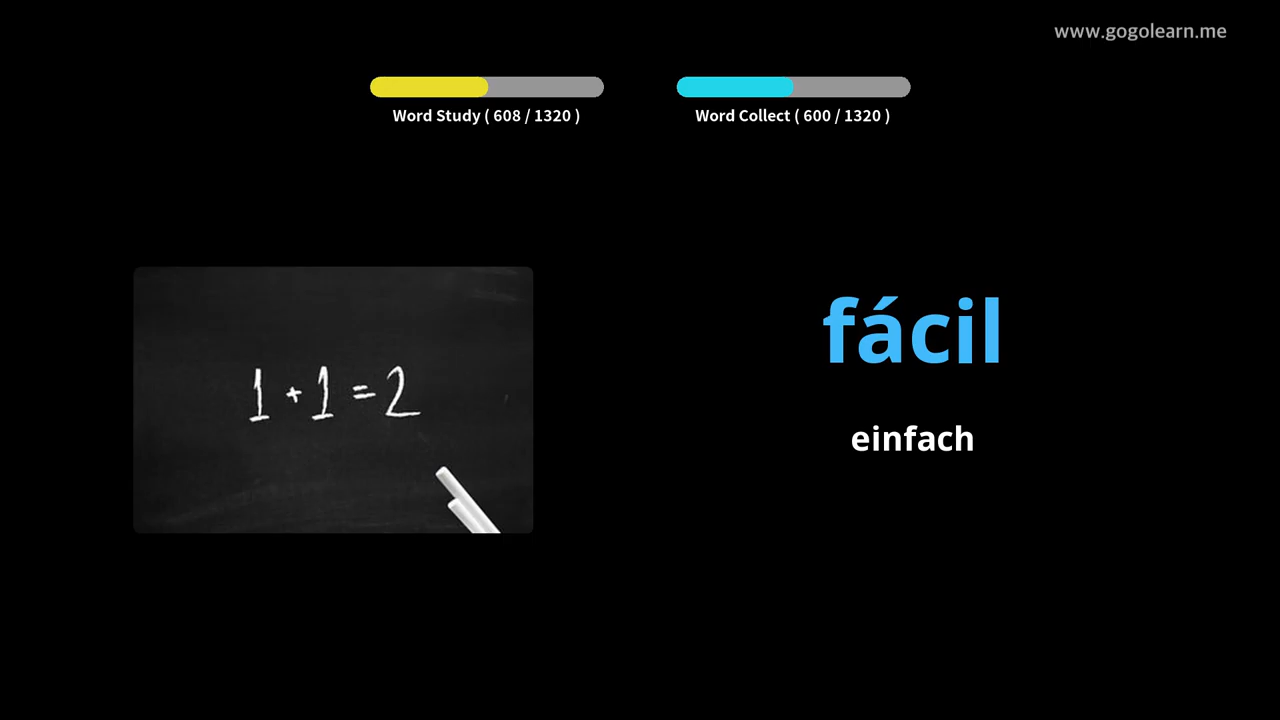 www.gogolearn.me
Word Study ( 608 / 1320 )
Word Collect ( 600 / 1320 )
1 + 1 = 2
fácil
einfach